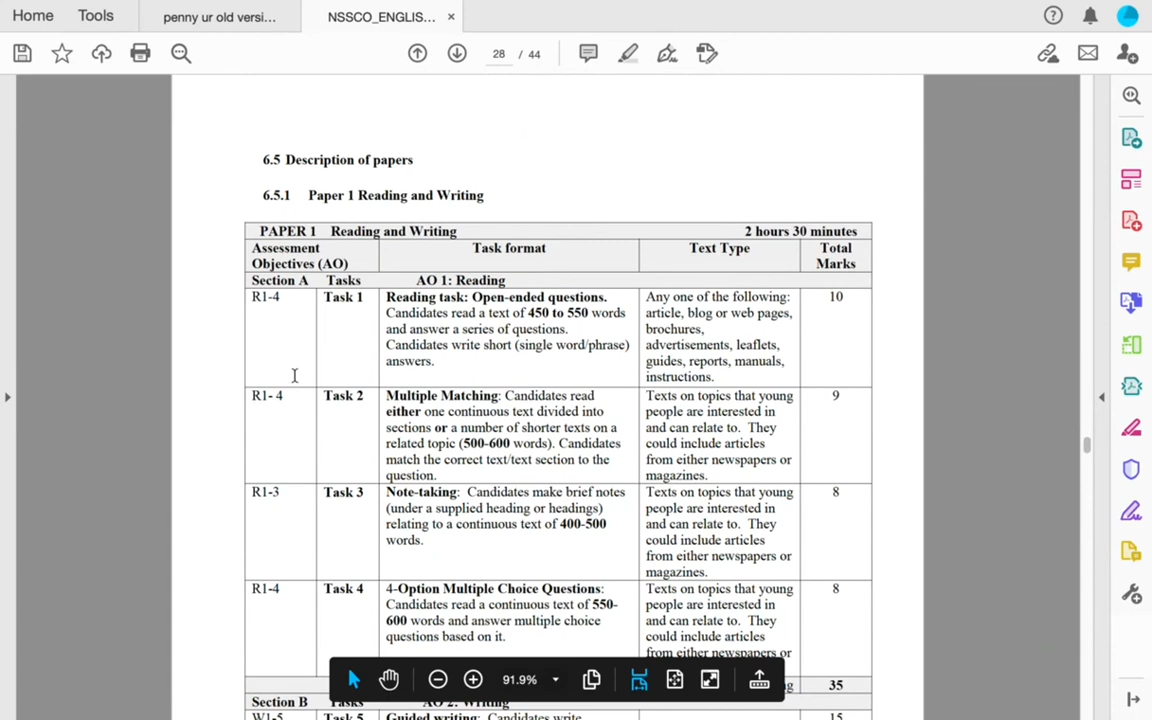 Home Tools penny ur old versi... NSSCO_ENGLIS... ×
28 / 44
6.5 Description of papers
6.5.1 Paper 1 Reading and Writing
PAPER 1 Reading and Writing 2 hours 30 minutes
Assessment Objectives (AO) Task format Text Type Total Marks
Section A Tasks AO 1: Reading
R1-4 Task 1 Reading task: Open-ended questions.
Candidates read a text of 450 to 550 words
and answer a series of questions.
Candidates write short (single word/phrase)
answers.
Any one of the following:
article, blog or web pages,
brochures,
advertisements, leaflets,
guides, reports, manuals,
instructions.
10
R1- 4 Task 2 Multiple Matching: Candidates read
either one continuous text divided into
sections or a number of shorter texts on a
related topic (500-600 words). Candidates
match the correct text/text section to the
question.
Texts on topics that young
people are interested in
and can relate to. They
could include articles
from either newspapers or
magazines.
9
R1-3 Task 3 Note-taking: Candidates make brief notes
(under a supplied heading or headings)
relating to a continuous text of 400-500
words.
Texts on topics that young
people are interested in
and can relate to. They
could include articles
from either newspapers or
magazines.
8
R1-4 Task 4 4-Option Multiple Choice Questions:
Candidates read a continuous text of 550-
600 words and answer multiple choice
questions based on it.
Texts on topics that young
people are interested in
and can relate to. They
could include articles
from either newspapers or
8
91.9%
35
Section B Tasks AO 2: Writing
W1-5 Task 5 Guided writing: Candidates write 15